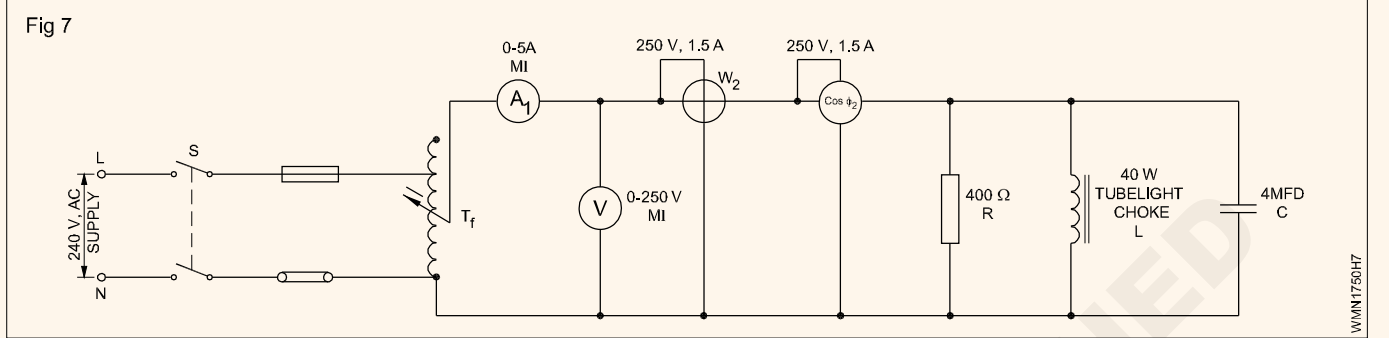 Fig 7
0-5A
MI
250 V, 1.5 A
250 V, 1.5 A
A1
W2
Cos ϕ2
L
S
240 V, AC
SUPPLY
Tf
V
0-250 V
MI
400 Ω
R
40 W
TUBELIGHT
CHOKE
L
4MFD
C
N
WMN1750H7